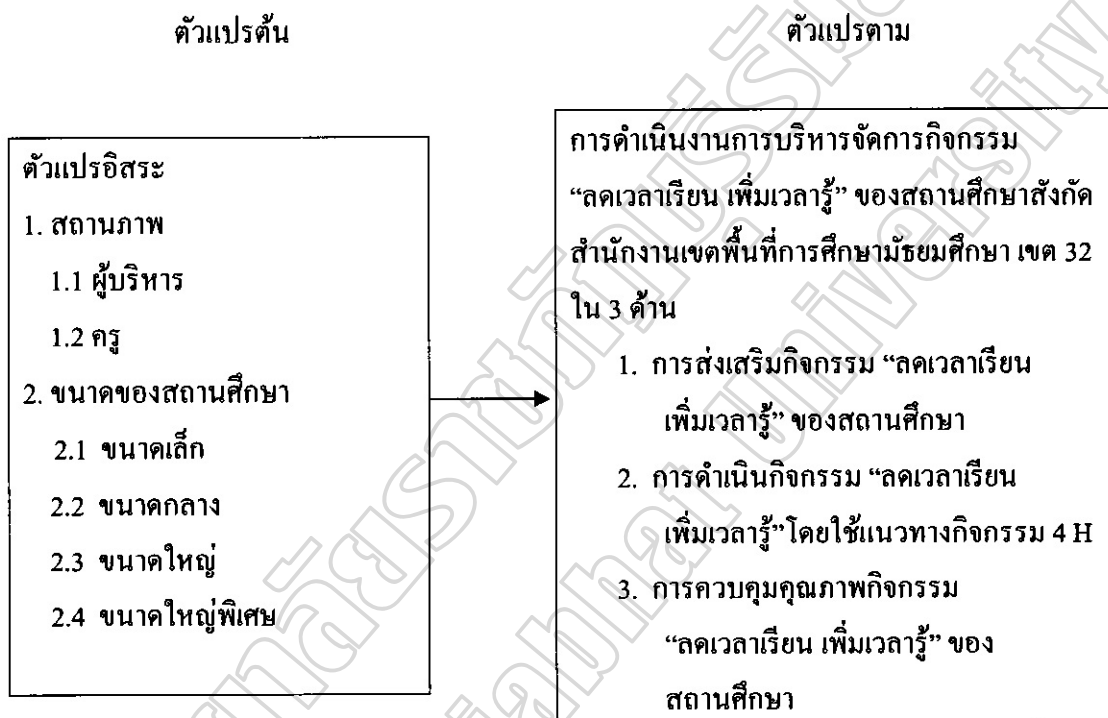 ตัวแปรต้น
ตัวแปรตาม
ตัวแปรอิสระ
1. สถานภาพ
1.1 ผู้บริหาร
1.2 ครู
2. ขนาดของสถานศึกษา
2.1 ขนาดเล็ก
2.2 ขนาดกลาง
2.3 ขนาดใหญ่
2.4 ขนาดใหญ่พิเศษ
การดำเนินงานการบริหารจัดการกิจกรรม
“ลดเวลาเรียน เพิ่มเวลารู้” ของสถานศึกษาสังกัด
สำนักงานเขตพื้นที่การศึกษามัธยมศึกษา เขต 32
ใน 3 ด้าน
1. การส่งเสริมกิจกรรม “ลดเวลาเรียน
เพิ่มเวลารู้” ของสถานศึกษา
2. การดำเนินกิจกรรม “ลดเวลาเรียน
เพิ่มเวลารู้”โดยใช้แนวทางกิจกรรม 4 H
3. การควบคุมคุณภาพกิจกรรม
“ลดเวลาเรียน เพิ่มเวลารู้” ของ
สถานศึกษา